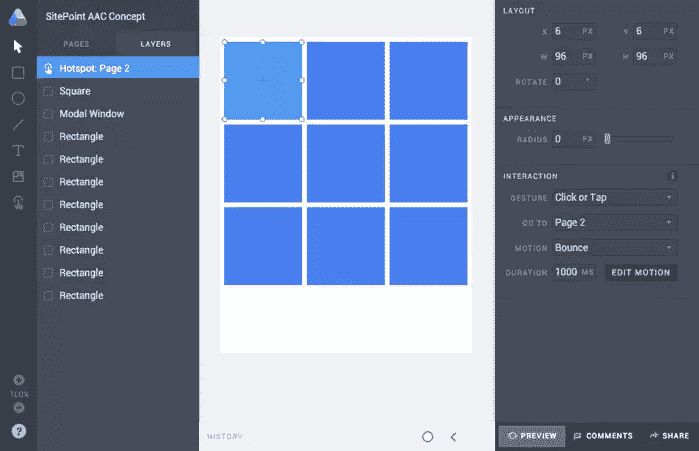 SitePoint AAC Concept
PAGES LAYERS
Hotspot: Page 2
Square
Modal Window
Rectangle
Rectangle
Rectangle
Rectangle
Rectangle
Rectangle
Rectangle
Rectangle
100%
?
HISTORY
LAYOUT
X 6 PX Y 6 PX
W 96 PX H 96 PX
ROTATE 0 °
APPEARANCE
RADIUS 0 PX
INTERACTION i
GESTURE Click or Tap
GO TO Page 2
MOTION Bounce
DURATION 1000 MS EDIT MOTION
PREVIEW COMMENTS SHARE